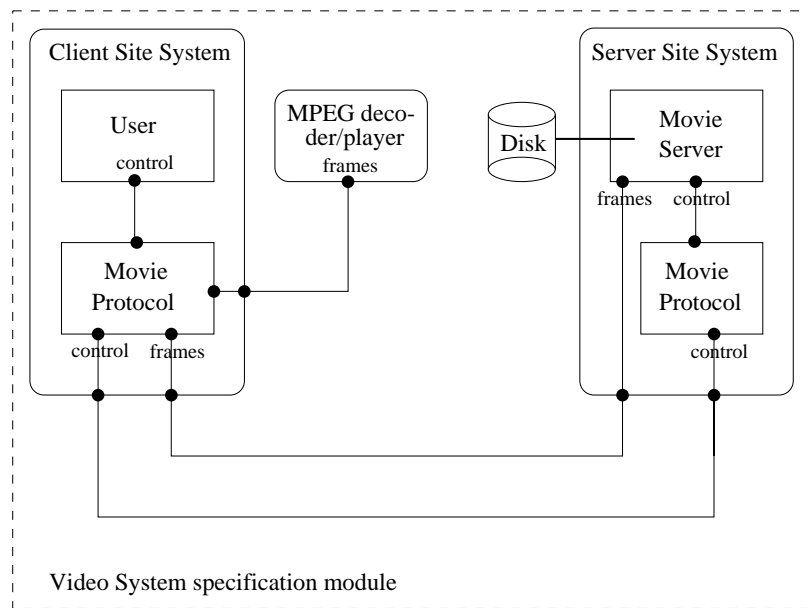 Client Site System
Server Site System
User
control
MPEG deco-
der/player
frames
Disk
Movie
Server
frames
control
Movie
Protocol
control
frames
Movie
Protocol
control
Video System specification module